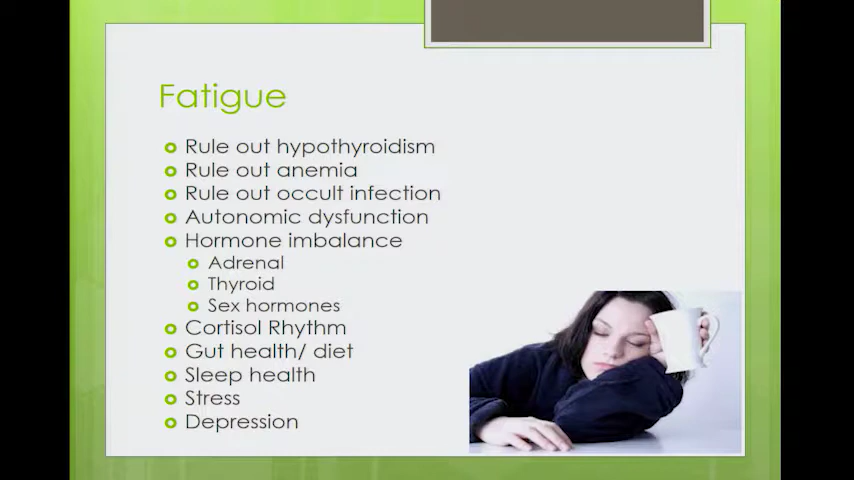 Fatigue
Rule out hypothyroidism
Rule out anemia
Rule out occult infection
Autonomic dysfunction
Hormone imbalance
Adrenal
Thyroid
Sex hormones
Cortisol Rhythm
Gut health/ diet
Sleep health
Stress
Depression